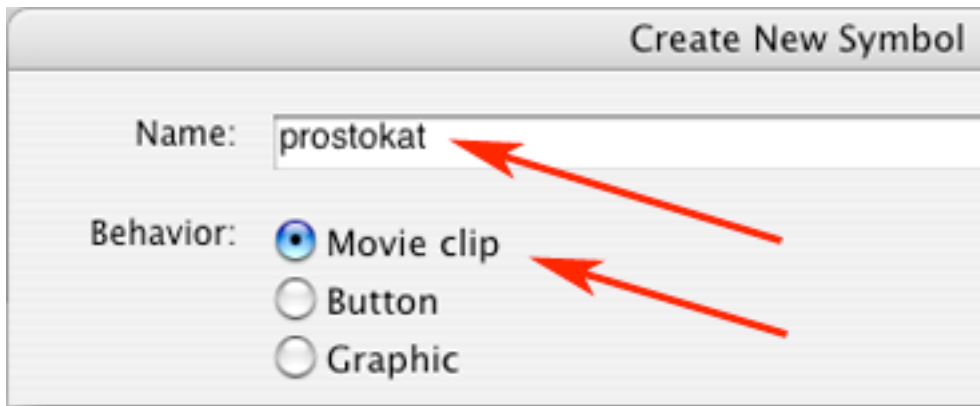 Create New Symbol
Name: prostokat
Behavior: Movie clip
Button
Graphic